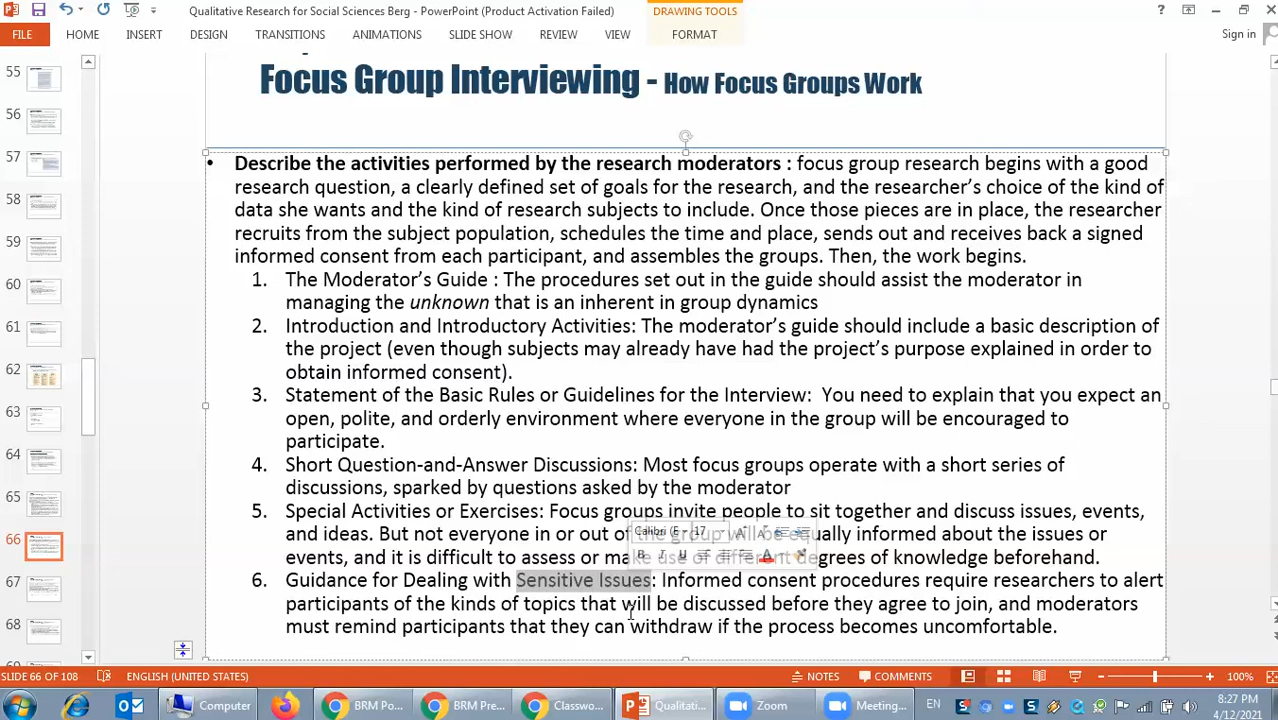 Qualitative Research for Social Sciences Berg - PowerPoint (Product Activation Failed)
DRAWING TOOLS
FILE HOME INSERT DESIGN TRANSITIONS ANIMATIONS SLIDE SHOW REVIEW VIEW FORMAT Sign in
Focus Group Interviewing - How Focus Groups Work
• Describe the activities performed by the research moderators : focus group research begins with a good
research question, a clearly defined set of goals for the research, and the researcher's choice of the kind of
data she wants and the kind of research subjects to include. Once those pieces are in place, the researcher
recruits from the subject population, schedules the time and place, sends out and receives back a signed
informed consent from each participant, and assembles the groups. Then, the work begins.
1. The Moderator's Guide : The procedures set out in the guide should assist the moderator in
managing the unknown that is an inherent in group dynamics
2. Introduction and Introductory Activities: The moderator's guide should include a basic description of
the project (even though subjects may already have had the project's purpose explained in order to
obtain informed consent).
3. Statement of the Basic Rules or Guidelines for the Interview: You need to explain that you expect an
open, polite, and orderly environment where everyone in the group will be encouraged to
participate.
4. Short Question-and-Answer Discussions: Most focus groups operate with a short series of
discussions, sparked by questions asked by the moderator
5. Special Activities or Exercises: Focus groups invite people to sit together and discuss issues, events,
and ideas. But not everyone in or out of the group will be equally informed about the issues or
events, and it is difficult to assess or make use of different degrees of knowledge beforehand.
6. Guidance for Dealing with Sensitive Issues: Informed consent procedures require researchers to alert
participants of the kinds of topics that will be discussed before they agree to join, and moderators
must remind participants that they can withdraw if the process becomes uncomfortable.
Calibri (E 17
B I U
55
56
57
58
59
60
61
62
63
64
65
66
67
68
69
SLIDE 66 OF 108 ENGLISH (UNITED STATES) NOTES COMMENTS 100%
Computer BRM Po... BRM Pre... Classwo... Qualitati... Zoom Meeting... EN 8:27 PM
4/12/2021